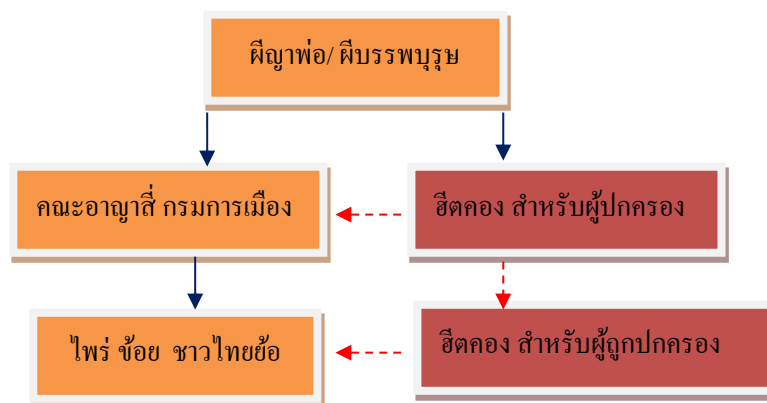 ผีญาพ่อ/ ผีบรรพบุรุษ
คณะอาญาสี่ กรมการเมือง
ฮีตคอง สำหรับผู้ปกครอง
ไพร่ ข้อย ชาวไทยย้อ
ฮีตคอง สำหรับผู้ถูกปกครอง